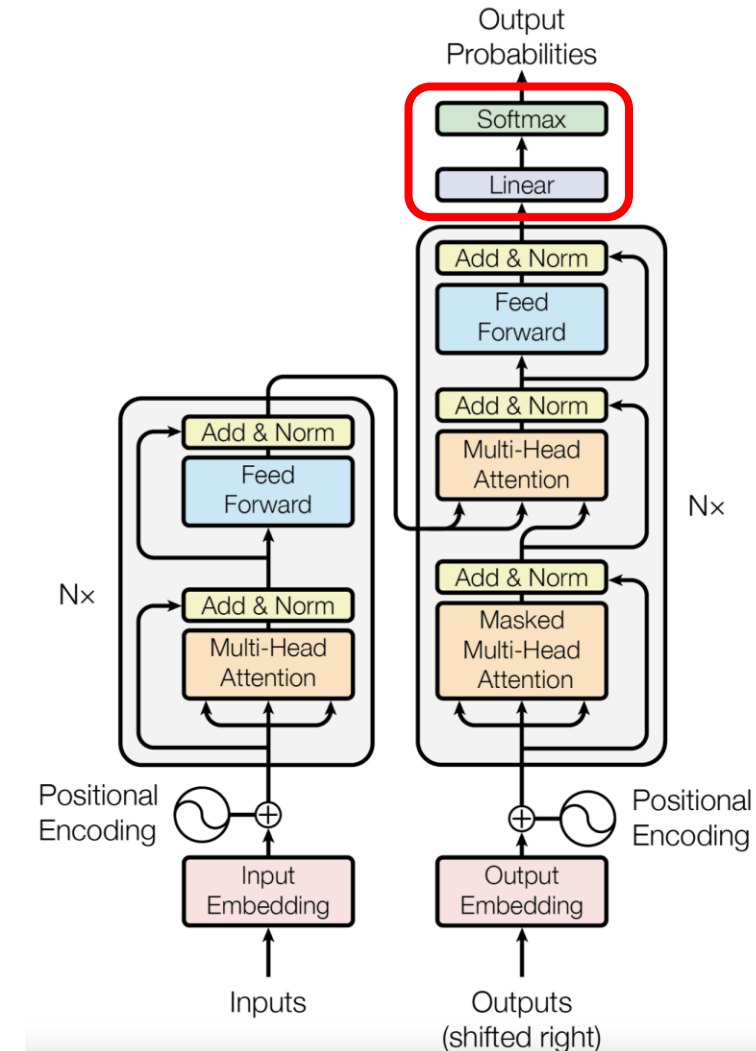 Output
Probabilities
Softmax
Linear
Add & Norm
Feed
Forward
Add & Norm
Multi-Head
Attention
Nx
Add & Norm
Masked
Multi-Head
Attention
Add & Norm
Feed
Forward
Nx
Add & Norm
Multi-Head
Attention
Positional
Encoding
Positional
Encoding
Input
Embedding
Output
Embedding
Inputs
Outputs
(shifted right)